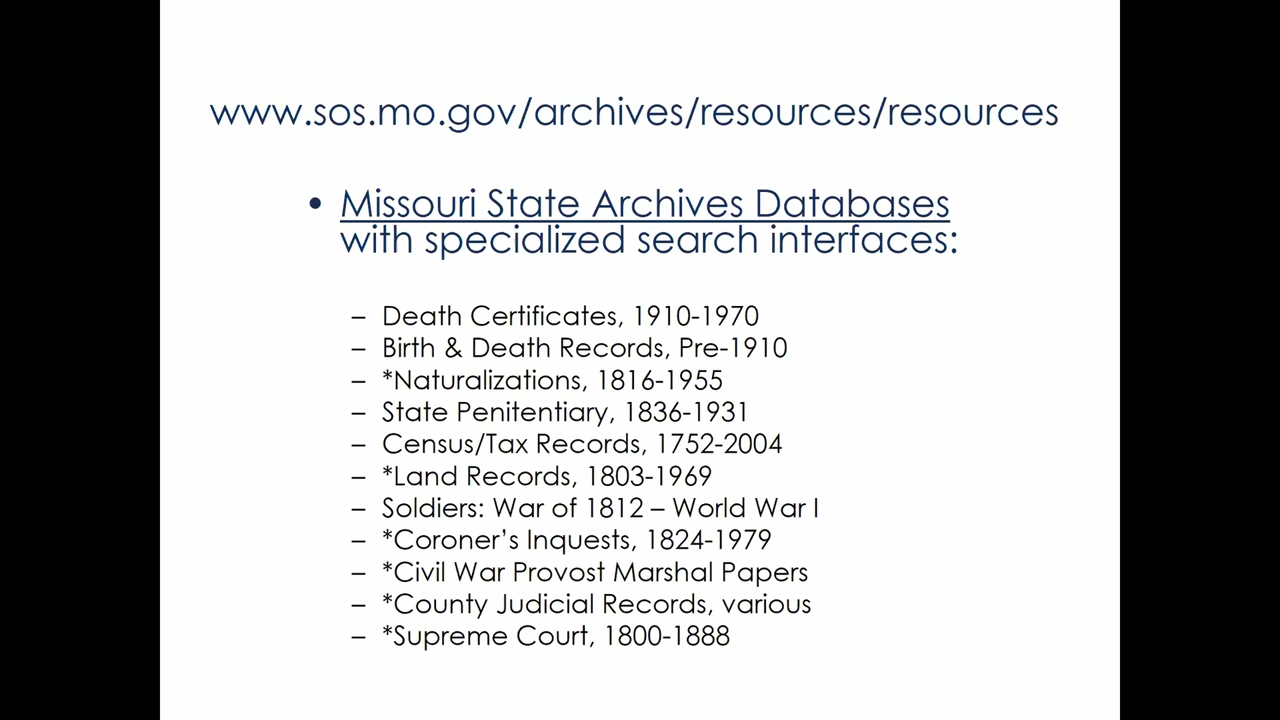 www.sos.mo.gov/archives/resources/resources
• Missouri State Archives Databases
with specialized search interfaces:
– Death Certificates, 1910-1970
– Birth & Death Records, Pre-1910
– *Naturalizations, 1816-1955
– State Penitentiary, 1836-1931
– Census/Tax Records, 1752-2004
– *Land Records, 1803-1969
– Soldiers: War of 1812 – World War I
– *Coroner’s Inquests, 1824-1979
– *Civil War Provost Marshal Papers
– *County Judicial Records, various
– *Supreme Court, 1800-1888